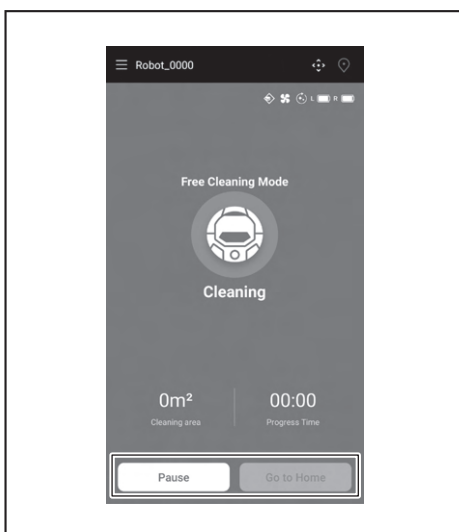 Robot_0000
L R
Free Cleaning Mode
Cleaning
0m² 00:00
Cleaning area Progress Time
Pause Go to Home